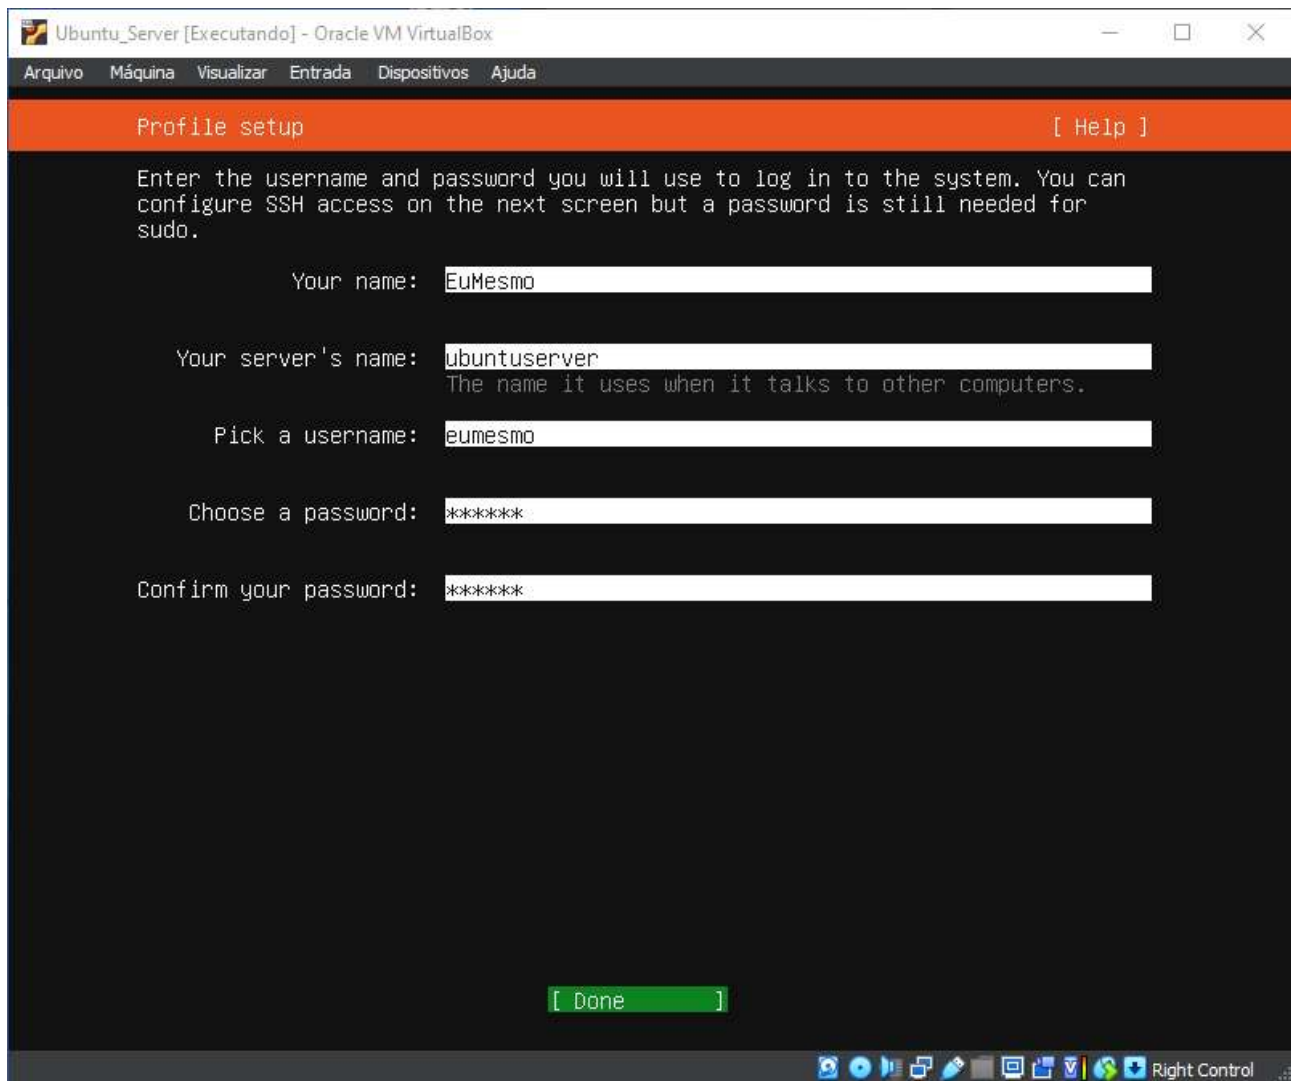 Ubuntu_Server [Executando] - Oracle VM VirtualBox
Arquivo Máquina Visualizar Entrada Dispositivos Ajuda
Profile setup [ Help ]
Enter the username and password you will use to log in to the system. You can
configure SSH access on the next screen but a password is still needed for
sudo.
Your name: EuMesmo
Your server's name: ubuntuserver
The name it uses when it talks to other computers.
Pick a username: eumesmo
Choose a password: ******
Confirm your password: ******
[ Done ]
Right Control